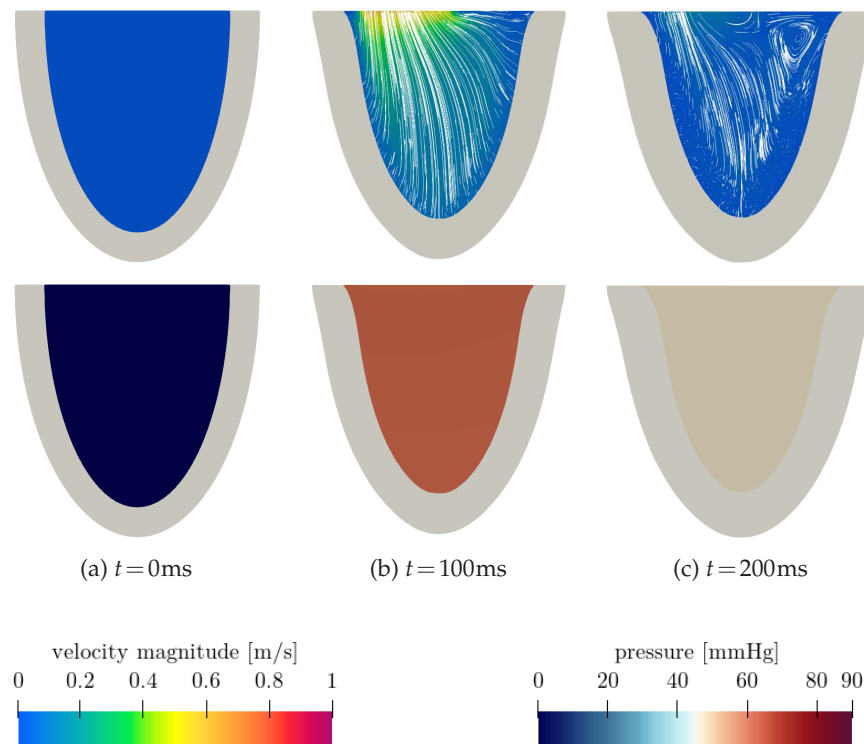 (a) t=0ms
(b) t=100ms
(c) t=200ms
velocity magnitude [m/s]
0 0.2 0.4 0.6 0.8 1
pressure [mmHg]
0 20 40 60 80 90